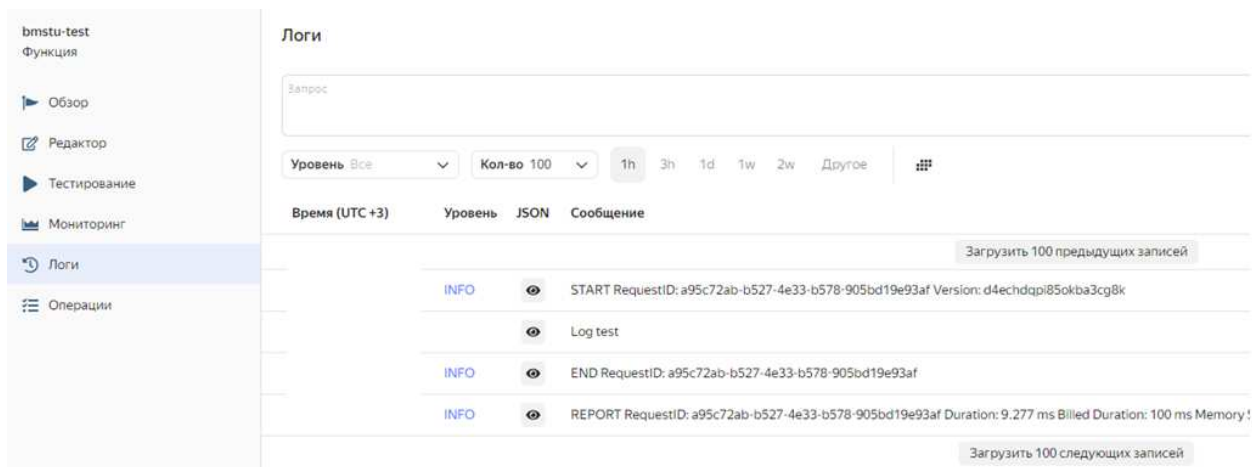 bmstu-test
Функция
Обзор
Редактор
Тестирование
Мониторинг
Логи
Операции
Логи
Запрос
Уровень Все Кол-во 100 1h 3h 1d 1w 2w Другое
Время (UTC +3) Уровень JSON Сообщение
Загрузить 100 предыдущих записей
INFO START RequestID: a95c72ab-b527-4e33-b578-905bd19e93af Version: d4echdqpi85okba3cg8k
Log test
INFO END RequestID: a95c72ab-b527-4e33-b578-905bd19e93af
INFO REPORT RequestID: a95c72ab-b527-4e33-b578-905bd19e93af Duration: 9.277 ms Billed Duration: 100 ms Memory
Загрузить 100 следующих записей